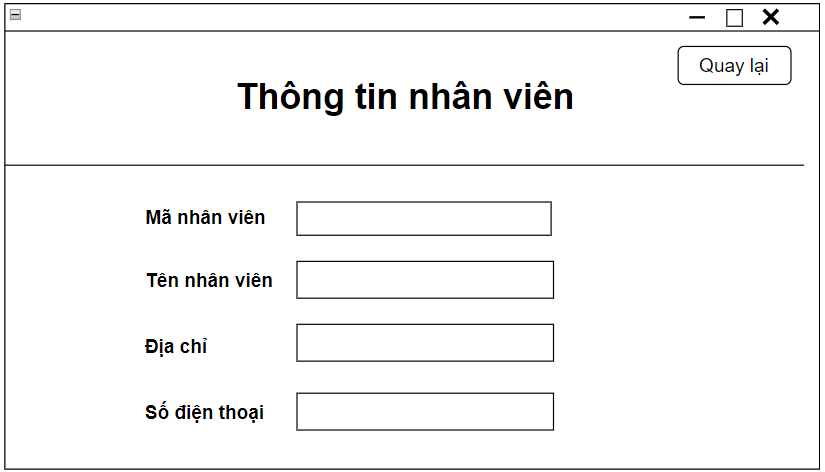 Quay lại
Thông tin nhân viên
Mã nhân viên
Tên nhân viên
Địa chỉ
Số điện thoại